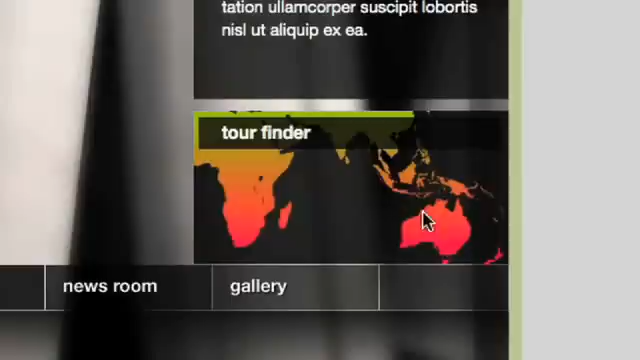 tation ullamcorper suscipit lobortis
nisl ut aliquip ex ea.
tour finder
news room
gallery